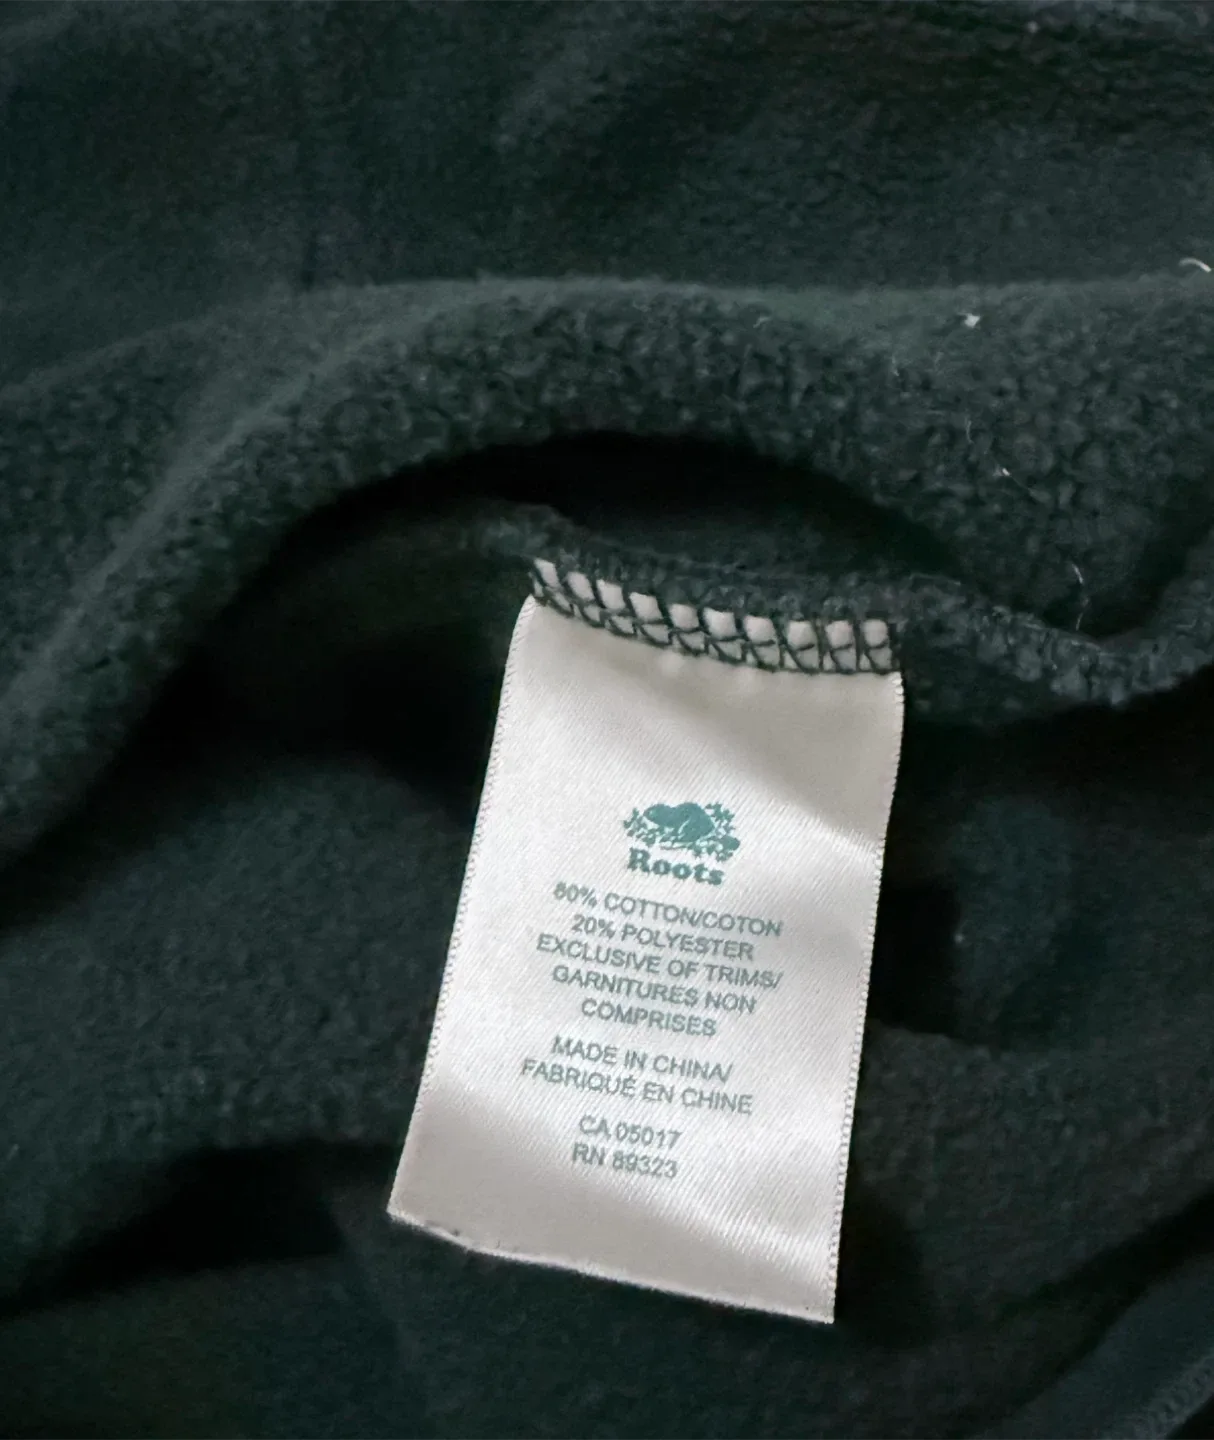 Roots
80% COTTON/COTON
20% POLYESTER
EXCLUSIVE OF TRIMS/
GARNITURES NON
COMPRISES
MADE IN CHINA/
FABRIQUÉ EN CHINE
CA 05017
RN 89323